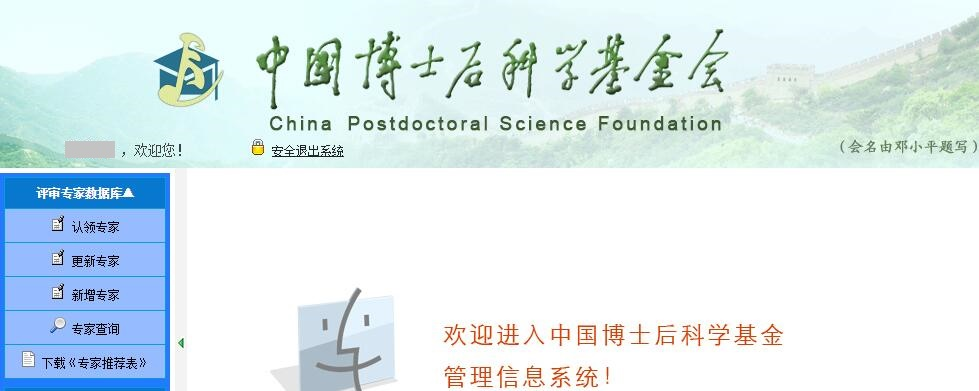 中国博士后科学基金会
China Postdoctoral Science Foundation
，欢迎您！
安全退出系统
（会名由邓小平题写）
评审专家数据库▲
认领专家
更新专家
新增专家
专家查询
下载《专家推荐表》
欢迎进入中国博士后科学基金
管理信息系统！